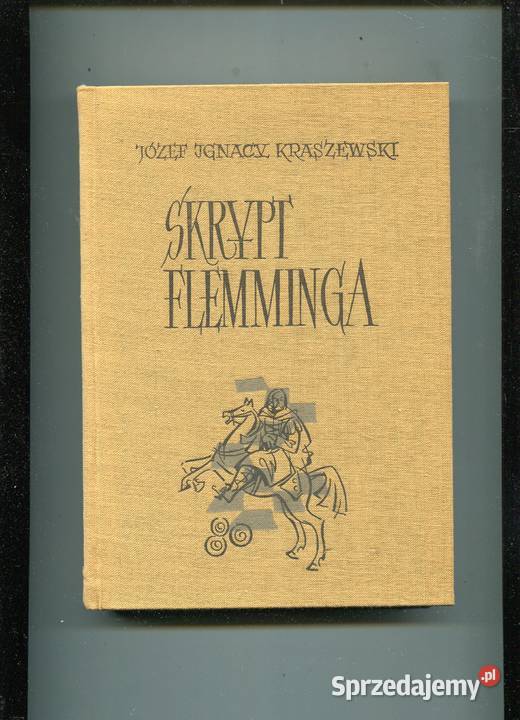 JÓZEF IGNACY KRASZEWSKI
SKRYPT
FLEMMINGA
Sprzedajemy.pl